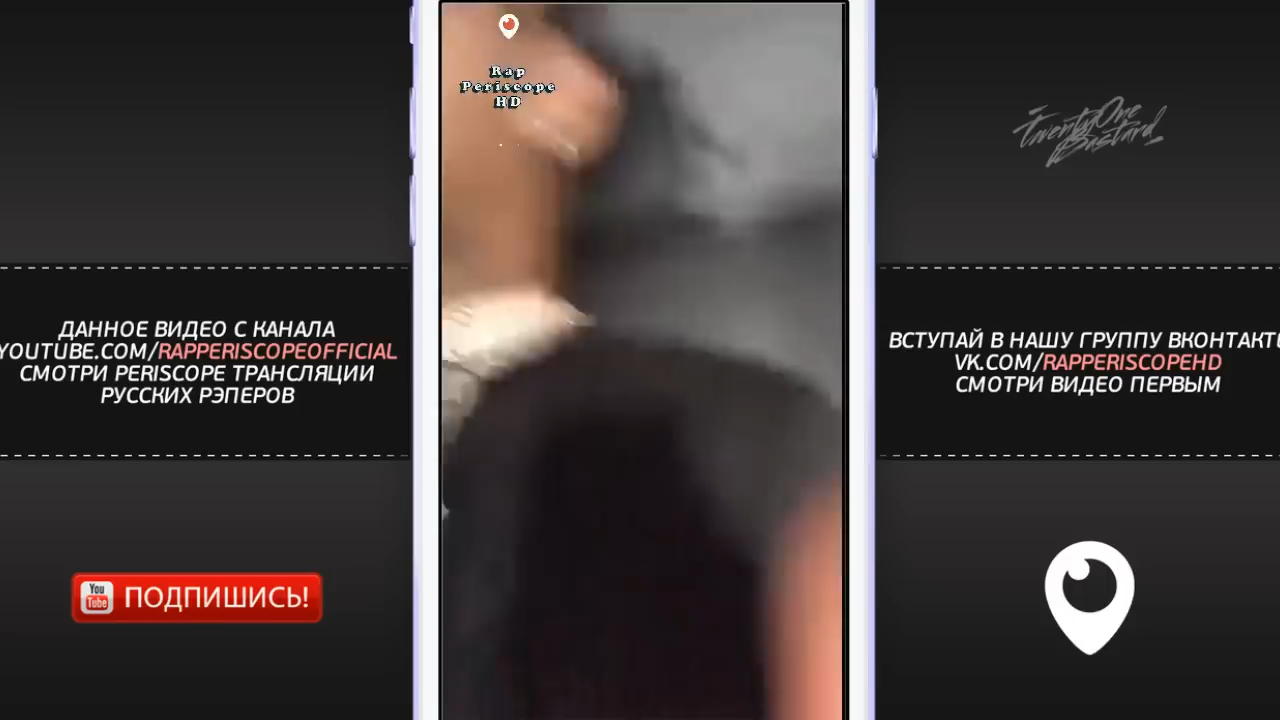 Rap
Periscope
HD
TwentyOne
Bastard
ДАННОЕ ВИДЕО С КАНАЛА
YOUTUBE.COM/RAPPERISCOPEOFFICIAL
СМОТРИ PERISCOPE ТРАНСЛЯЦИИ
РУССКИХ РЭПЕРОВ
ВСТУПАЙ В НАШУ ГРУППУ ВКОНТАКТЕ
VK.COM/RAPPERISCOPEHD
СМОТРИ ВИДЕО ПЕРВЫМ
You
Tube
ПОДПИШИСЬ!